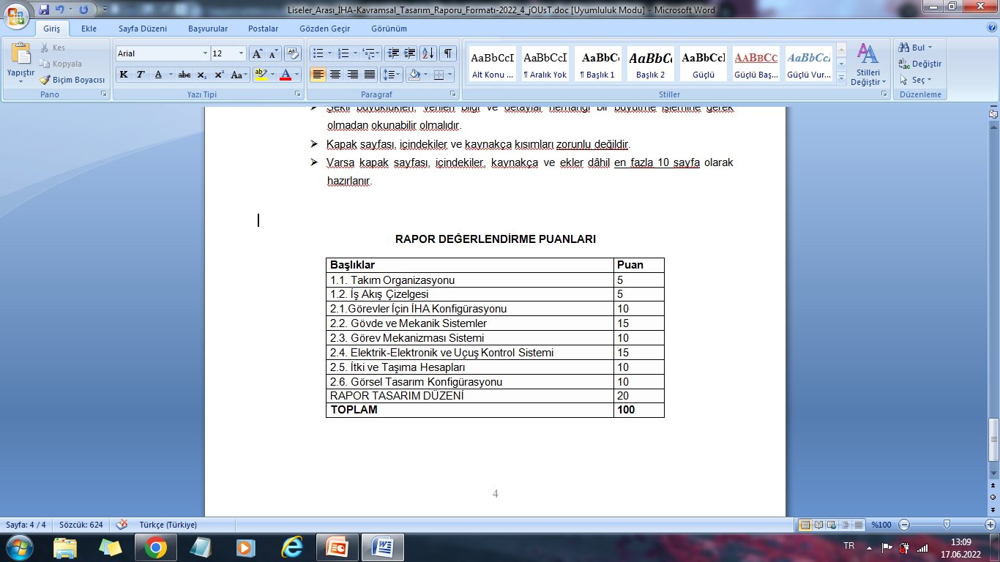 Liseler_Arası_İHA-Kavramsal_Tasarım_Raporu_Formatı-2022_4_jOUsT.doc [Uyumluluk Modu] - Microsoft Word
Giriş Ekle Sayfa Düzeni Başvurular Postalar Gözden Geçir Görünüm
Yapıştır
Kes
Kopyala
Biçim Boyacısı
Pano
Arial 12
K T A abe x₂ x² Aa
Yazı Tipi
Paragraf
AaBbCcI AaBbCcD AaBbC AaBbC AaBbCcI AABBCC AaBbCcD
Alt Konu ... ¶ Aralık Yok ¶ Başlık 1 Başlık 2 Güçlü Güçlü Baş... Güçlü Vur...
Stilleri
Değiştir
Stiller
Bul
Değiştir
Seç
Düzenleme
Şekil büyüklükleri, verilen bilgi ve detaylar herhangi bir büyütme işlemine gerek
olmadan okunabilir olmalıdır.
Kapak sayfası, içindekiler ve kaynakça kısımları zorunlu değildir.
Varsa kapak sayfası, içindekiler, kaynakça ve ekler dâhil en fazla 10 sayfa olarak
hazırlanır.
RAPOR DEĞERLENDİRME PUANLARI
Başlıklar Puan
1.1. Takım Organizasyonu 5
1.2. İş Akış Çizelgesi 5
2.1.Görevler İçin İHA Konfigürasyonu 10
2.2. Gövde ve Mekanik Sistemler 15
2.3. Görev Mekanizması Sistemi 10
2.4. Elektrik-Elektronik ve Uçuş Kontrol Sistemi 15
2.5. İtki ve Taşıma Hesapları 10
2.6. Görsel Tasarım Konfigürasyonu 10
RAPOR TASARIM DÜZENİ 20
TOPLAM 100
4
Sayfa: 4 / 4 Sözcük: 624 Türkçe (Türkiye) %100
TR 13:09
17.06.2022